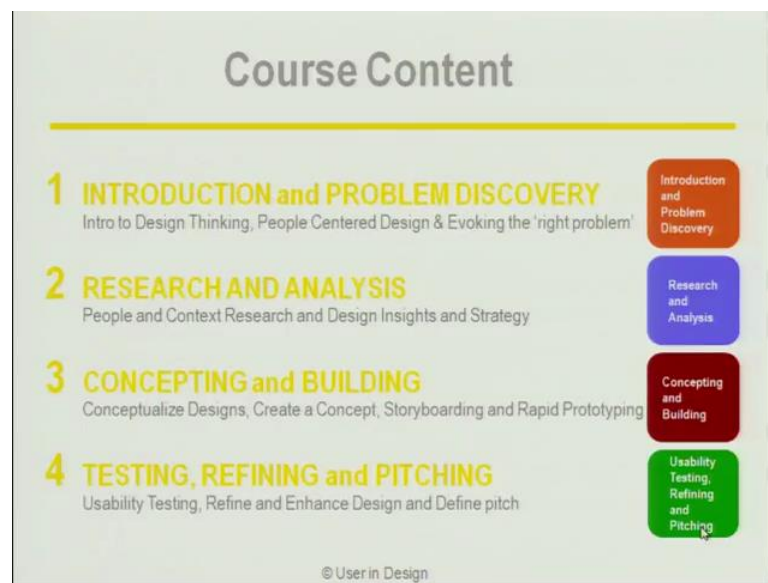 Course Content
1 INTRODUCTION and PROBLEM DISCOVERY
Intro to Design Thinking, People Centered Design & Evoking the 'right problem'
Introduction
and
Problem
Discovery
2 RESEARCH AND ANALYSIS
People and Context Research and Design Insights and Strategy
Research
and
Analysis
3 CONCEPTING and BUILDING
Conceptualize Designs, Create a Concept, Storyboarding and Rapid Prototyping
Concepting
and
Building
4 TESTING, REFINING and PITCHING
Usability Testing, Refine and Enhance Design and Define pitch
Usability
Testing,
Refining
and
Pitching
© User in Design